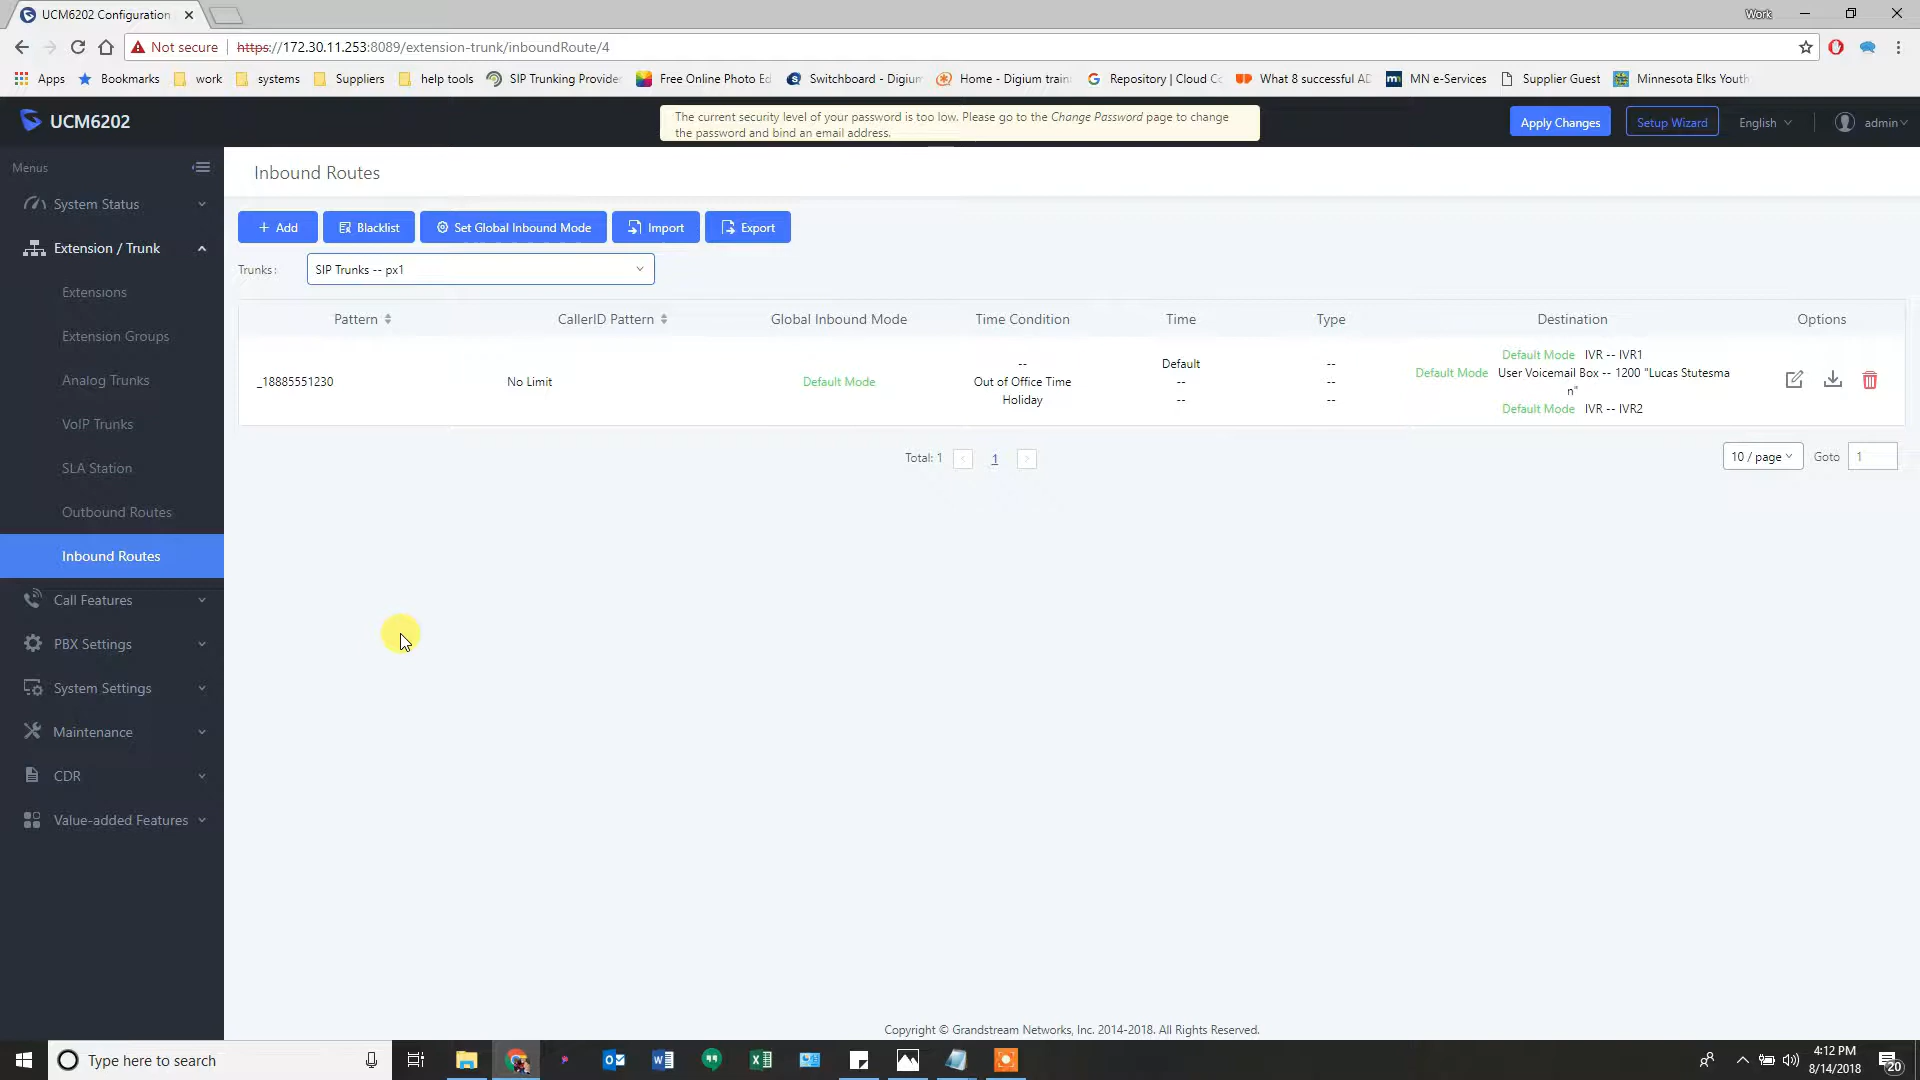 UCM6202 Configuration
Work
Not secure
https://172.30.11.253:8089/extension-trunk/inboundRoute/4
Apps
Bookmarks
work
systems
Suppliers
help tools
SIP Trunking Provide
Free Online Photo Ed
Switchboard - Digium
Home - Digium train
Repository | Cloud Co
What 8 successful AD
MN e-Services
Supplier Guest
Minnesota Elks Youth
UCM6202
The current security level of your password is too low. Please go to the Change Password page to change
the password and bind an email address.
Apply Changes
Setup Wizard
English
admin
Menus
System Status
Extension / Trunk
Extensions
Extension Groups
Analog Trunks
VoIP Trunks
SLA Station
Outbound Routes
Inbound Routes
Call Features
PBX Settings
System Settings
Maintenance
CDR
Value-added Features
Inbound Routes
+ Add
Blacklist
Set Global Inbound Mode
Import
Export
Trunks:
SIP Trunks -- px1
Pattern
CallerID Pattern
Global Inbound Mode
Time Condition
Time
Type
Destination
Options
_18885551230
No Limit
Default Mode
--
Out of Office Time
Holiday
Default
--
--
--
--
--
Default Mode IVR -- IVR1
Default Mode User Voicemail Box -- 1200 "Lucas Stutesma
n"
Default Mode IVR -- IVR2
Total: 1
<
1
>
10 / page
Goto
1
Copyright © Grandstream Networks, Inc. 2014-2018. All Rights Reserved.
Type here to search
4:12 PM
8/14/2018
20